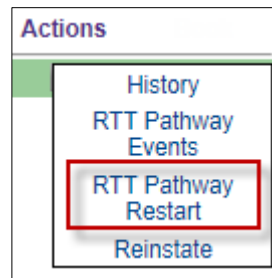 Actions
History
RTT Pathway
Events
RTT Pathway
Restart
Reinstate